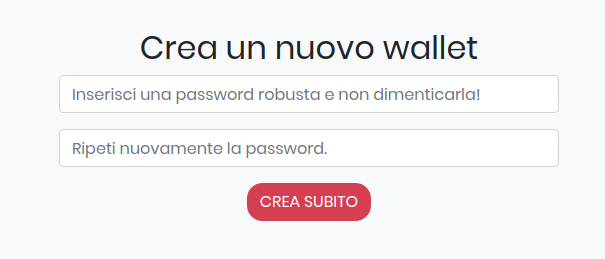 Crea un nuovo wallet
Inserisci una password robusta e non dimenticarla!
Ripeti nuovamente la password.
CREA SUBITO